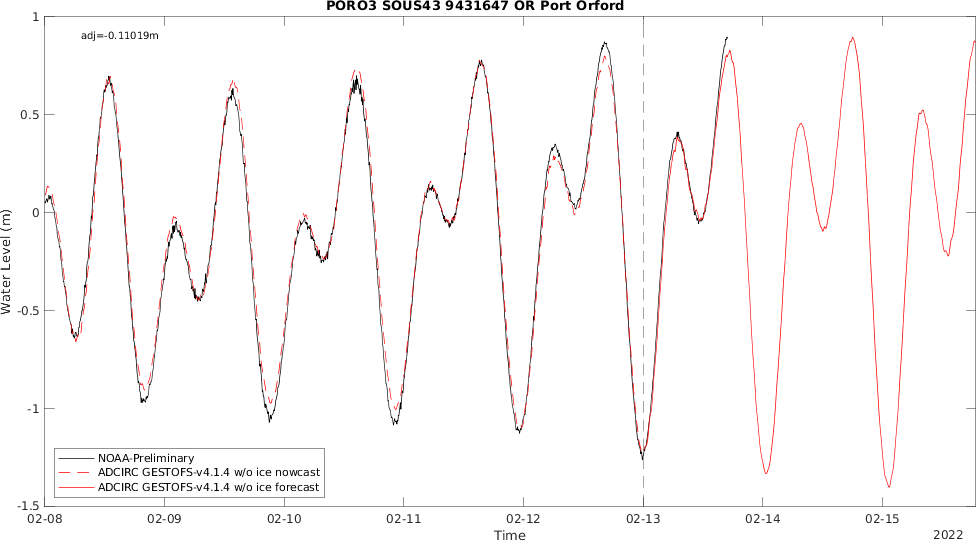 PORO3 SOUS43 9431647 OR Port Orford
adj=-0.11019m
1
0.5
0
-0.5
-1
-1.5
Water Level (m)
NOAA-Preliminary
ADCIRC GESTOFS-v4.1.4 w/o ice nowcast
ADCIRC GESTOFS-v4.1.4 w/o ice forecast
02-08 02-09 02-10 02-11 02-12 02-13 02-14 02-15
Time
2022